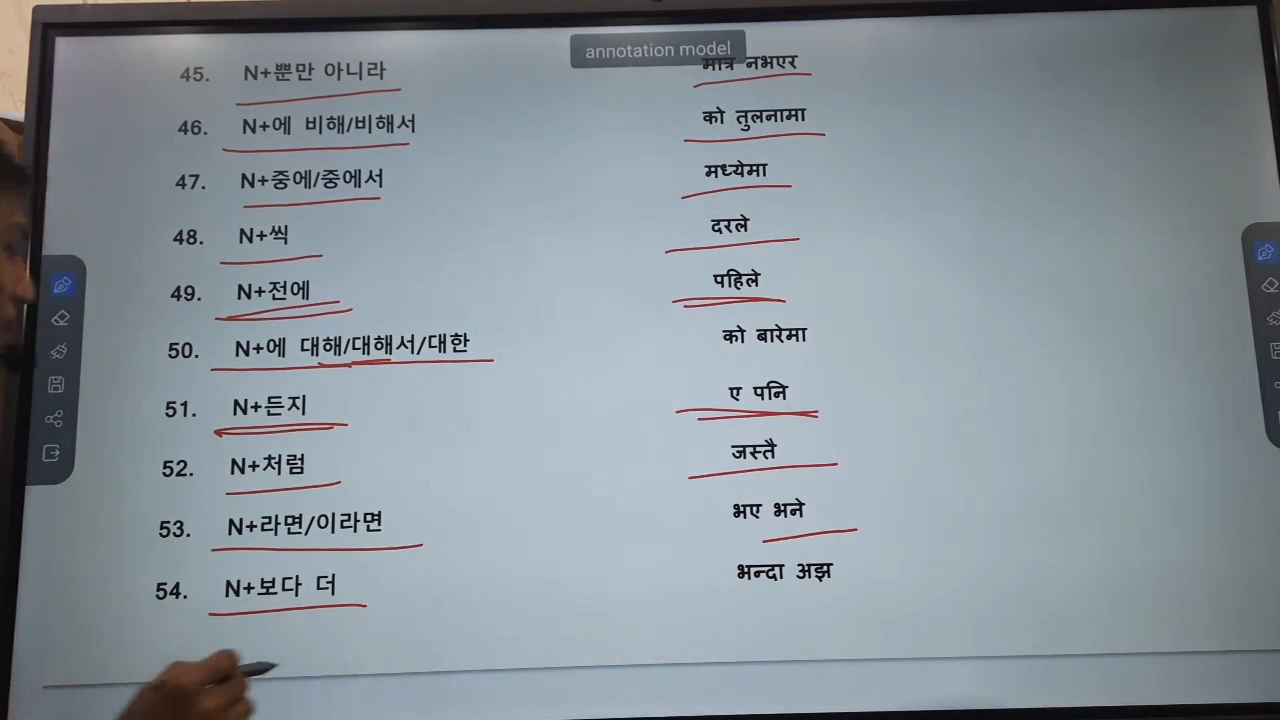 annotation model
45. N+뿐만 아니라 मात्र नभएर
46. N+에 비해/비해서 को तुलनामा
47. N+중에/중에서 मध्येमा
48. N+씩 दरले
49. N+전에 पहिले
50. N+에 대해/대해서/대한 को बारेमा
51. N+든지 ए पनि
52. N+처럼 जस्तै
53. N+라면/이라면 भए भने
54. N+보다 더 भन्दा अझ